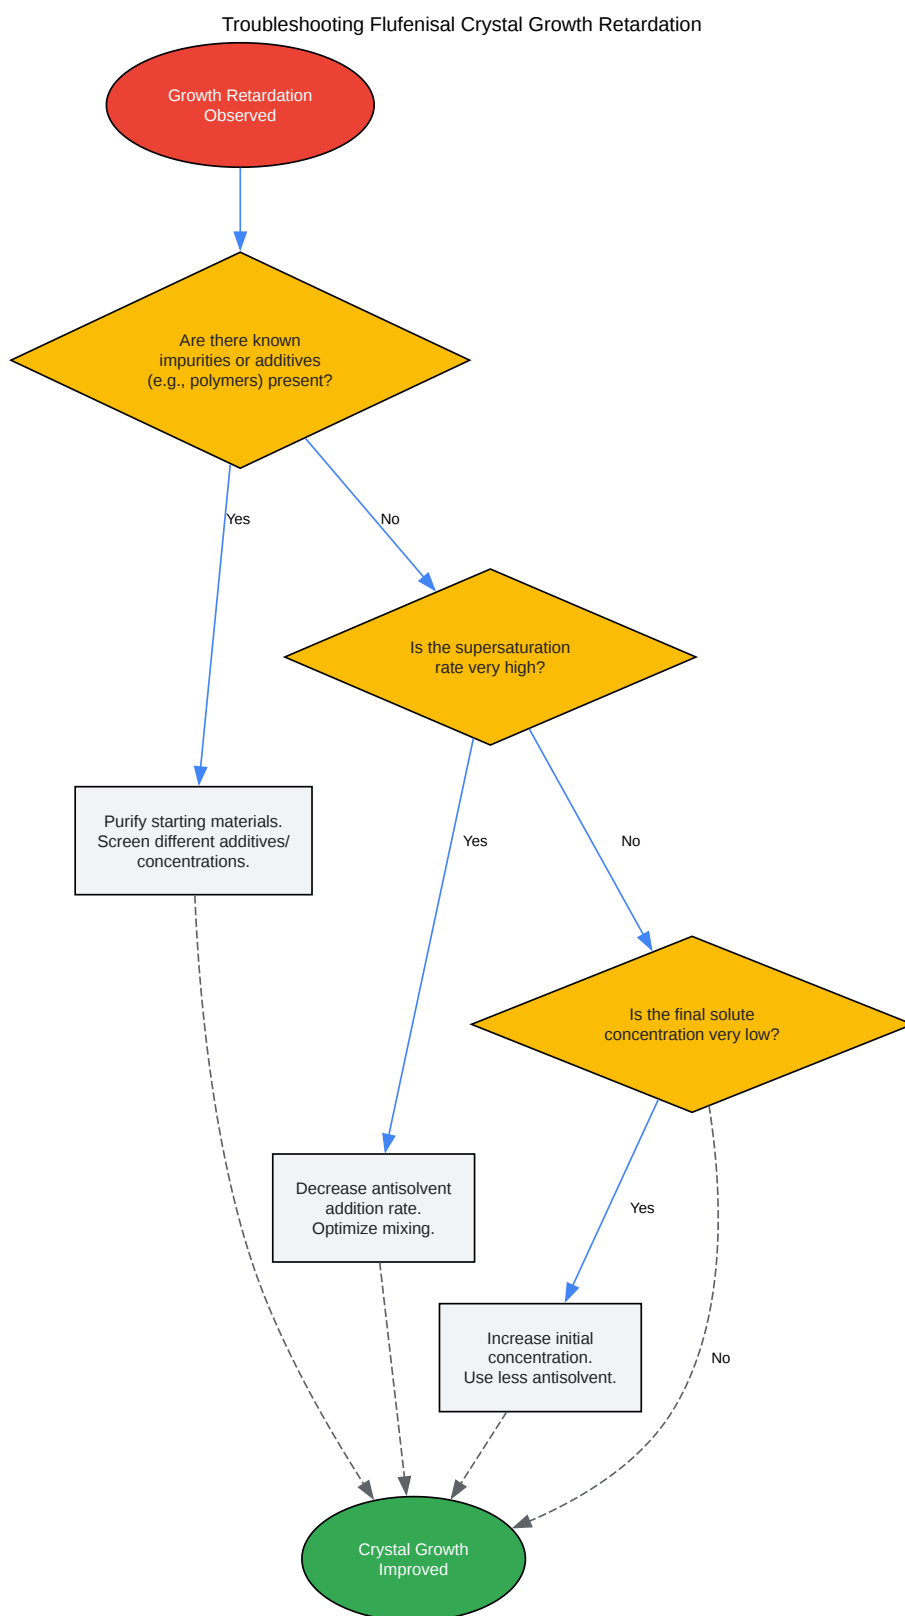 Troubleshooting Flufenisal Crystal Growth Retardation
Growth Retardation
Observed
Are there known
impurities or additives
(e.g., polymers) present?
Yes
No
Is the supersaturation
rate very high?
Purify starting materials.
Screen different additives/
concentrations.
Yes
No
Is the final solute
concentration very low?
Decrease antisolvent
addition rate.
Optimize mixing.
Yes
Increase initial
concentration.
Use less antisolvent.
No
Crystal Growth
Improved